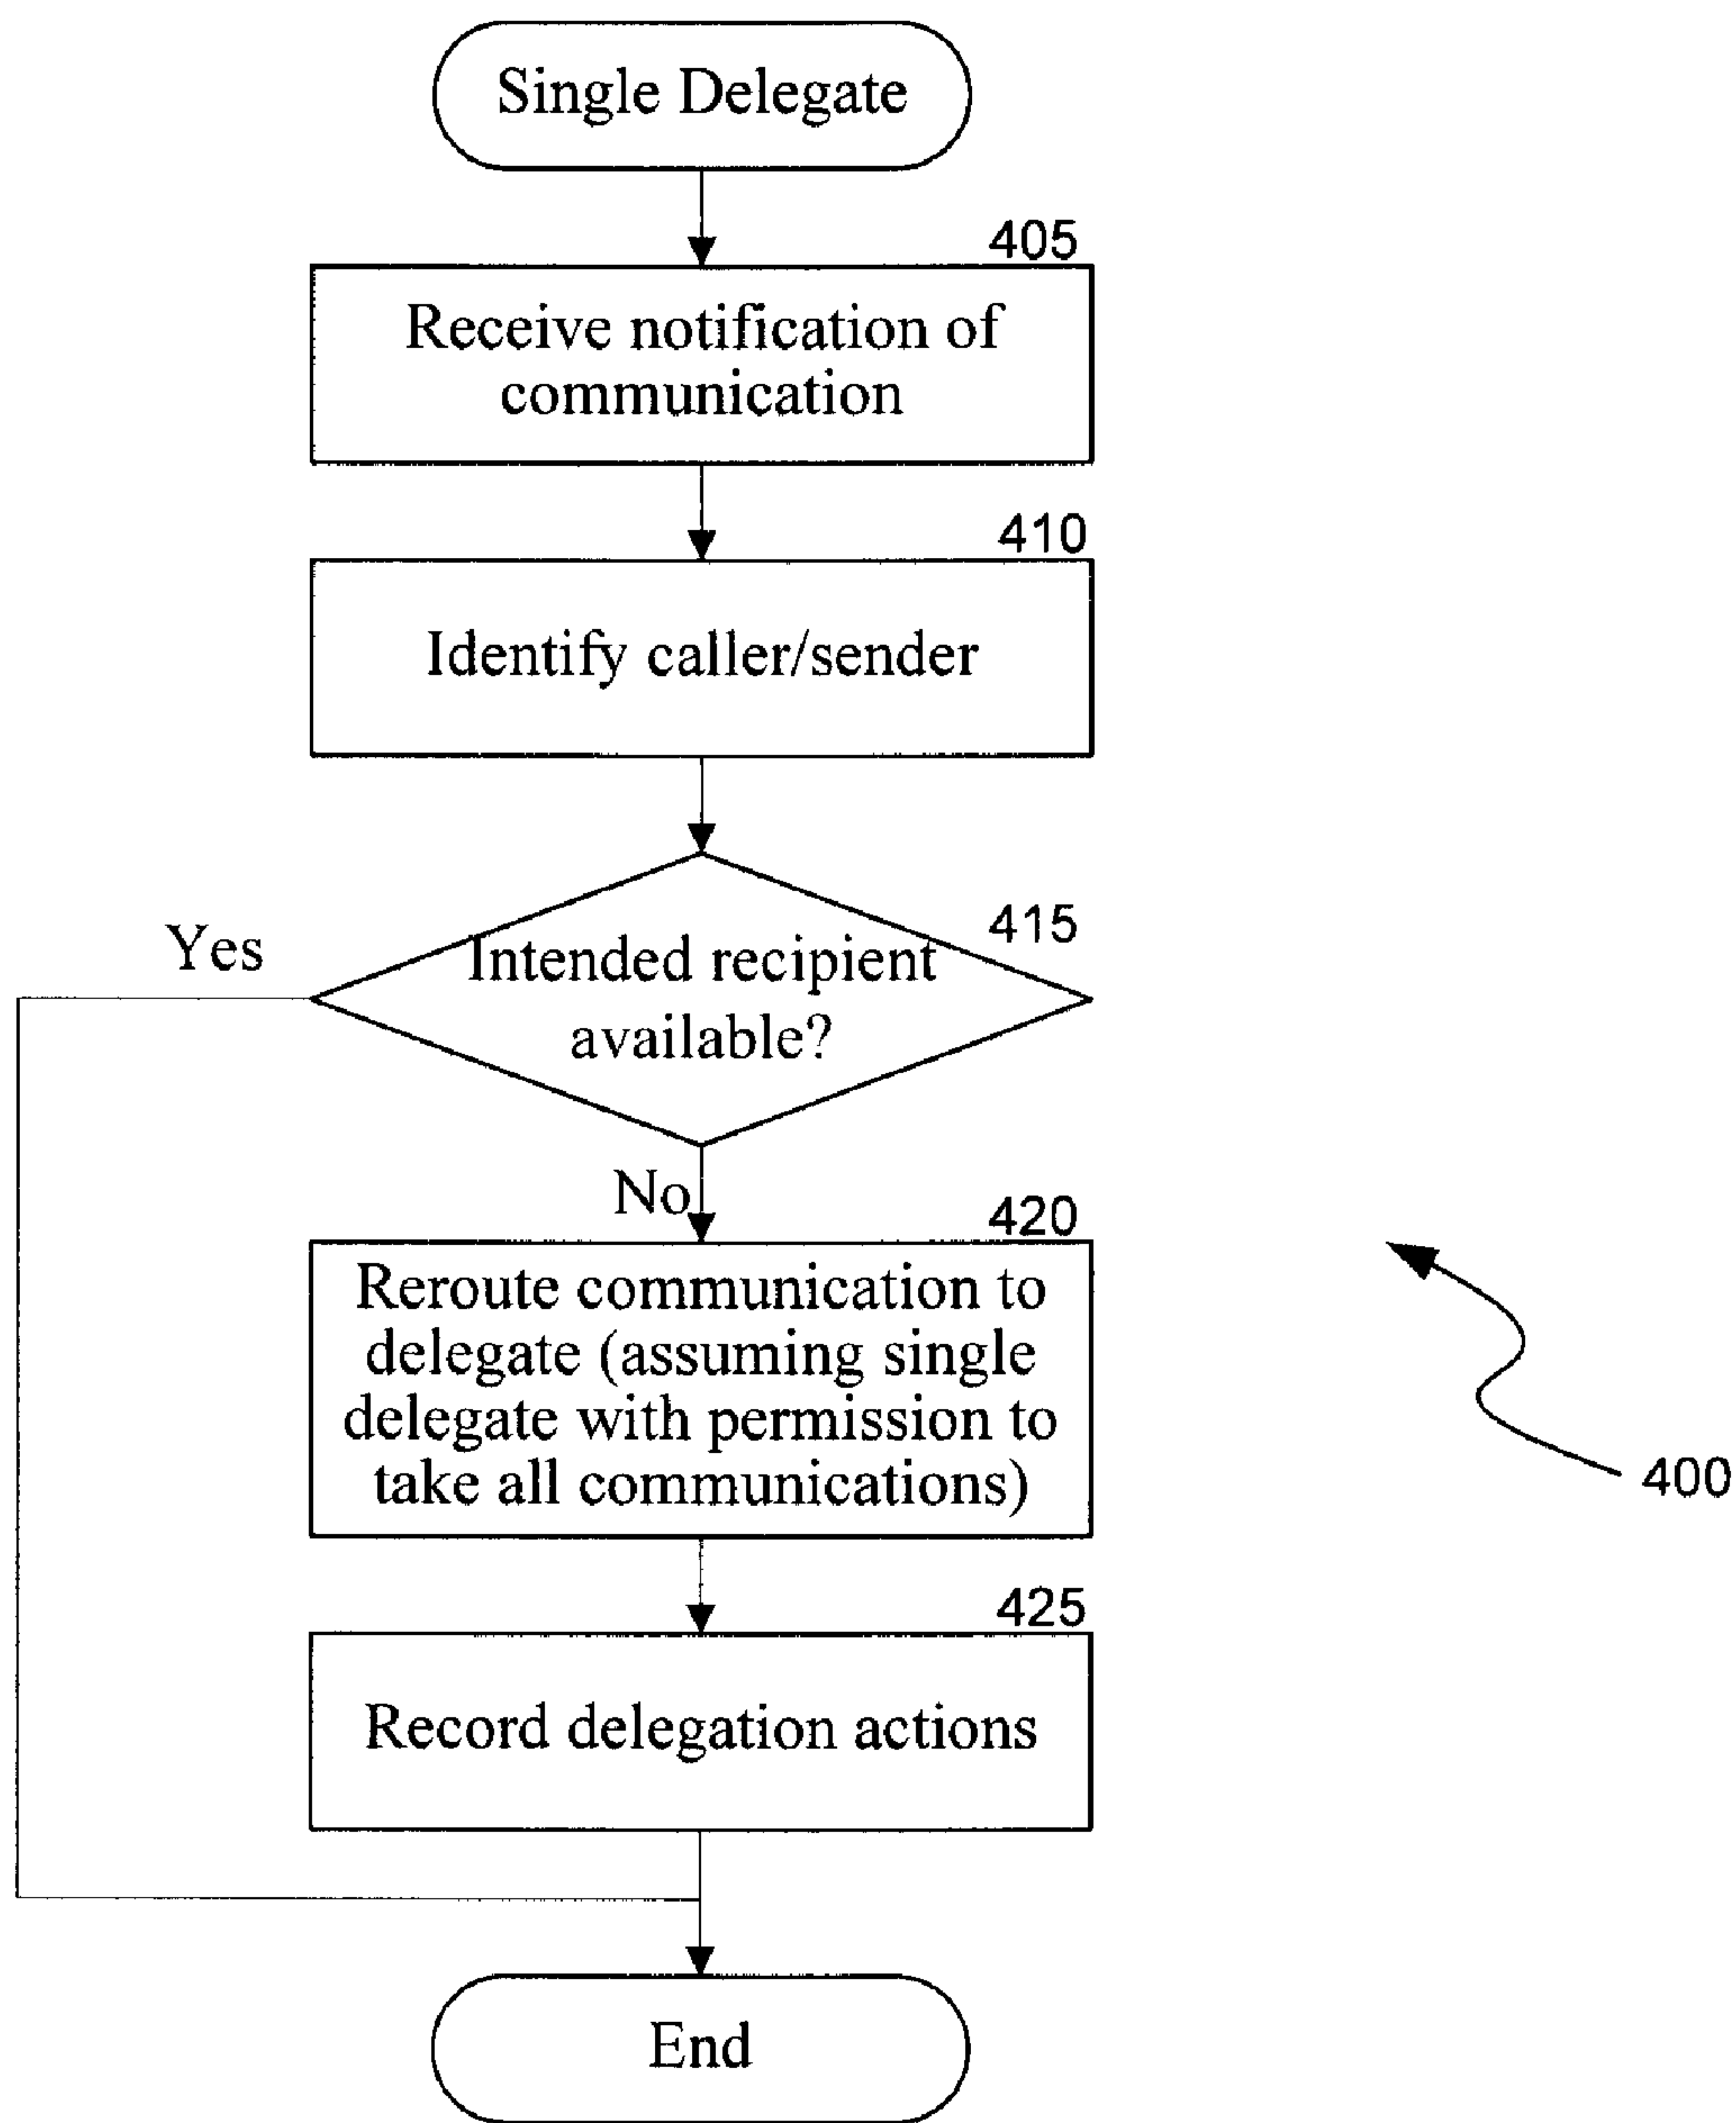 Single Delegate
405
Receive notification of
communication
410
Identify caller/sender
415
Yes
Intended recipient
available?
No
420
Reroute communication to
delegate (assuming single
delegate with permission to
take all communications)
400
425
Record delegation actions
End